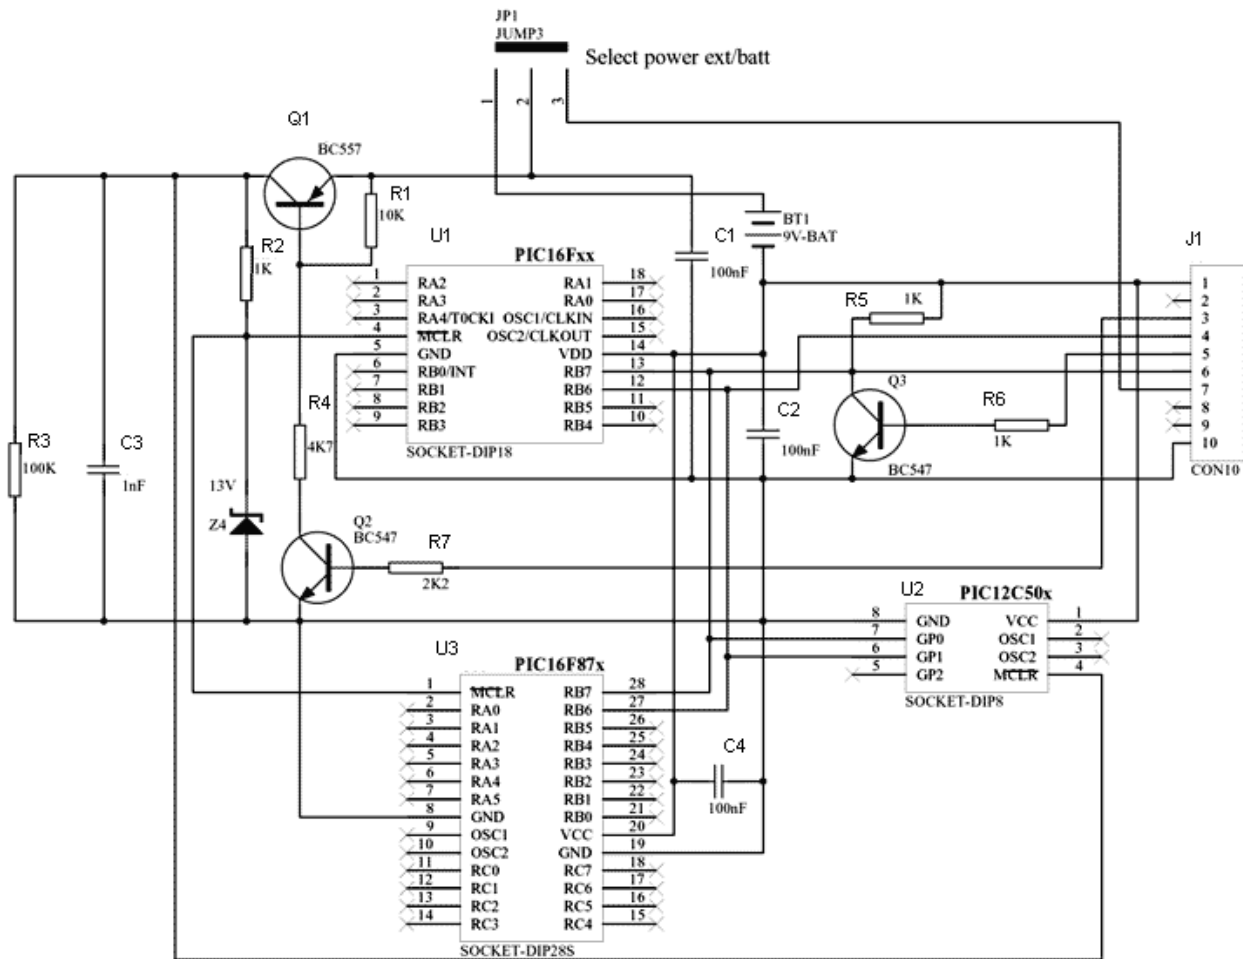 JP1
JUMP3
Select power ext/batt
1
2
3
Q1
BC557
R1
10K
R2
1K
U1
PIC16Fxx
1 RA2 RA1 18
2 RA3 RA0 17
3 RA4/T0CKI OSC1/CLKIN 16
4 MCLR OSC2/CLKOUT 15
5 GND VDD 14
6 RB0/INT RB7 13
7 RB1 RB6 12
8 RB2 RB5 11
9 RB3 RB4 10
SOCKET-DIP18
C1
100nF
BT1
9V-BAT
J1
1
2
3
4
5
6
7
8
9
10
CON10
R5
1K
Q3
BC547
R6
1K
C2
100nF
R3
100K
C3
1nF
R4
4K7
13V
Z4
Q2
BC547
R7
2K2
U2
PIC12C50x
8 GND VCC 1
7 GP0 OSC1 2
6 GP1 OSC2 3
5 GP2 MCLR 4
SOCKET-DIP8
U3
PIC16F87x
1 MCLR RB7 28
2 RA0 RB6 27
3 RA1 RB5 26
4 RA2 RB4 25
5 RA3 RB3 24
6 RA4 RB2 23
7 RA5 RB1 22
8 GND RB0 21
9 OSC1 VCC 20
10 OSC2 GND 19
11 RC0 RC7 18
12 RC1 RC6 17
13 RC2 RC5 16
14 RC3 RC4 15
SOCKET-DIP28S
C4
100nF